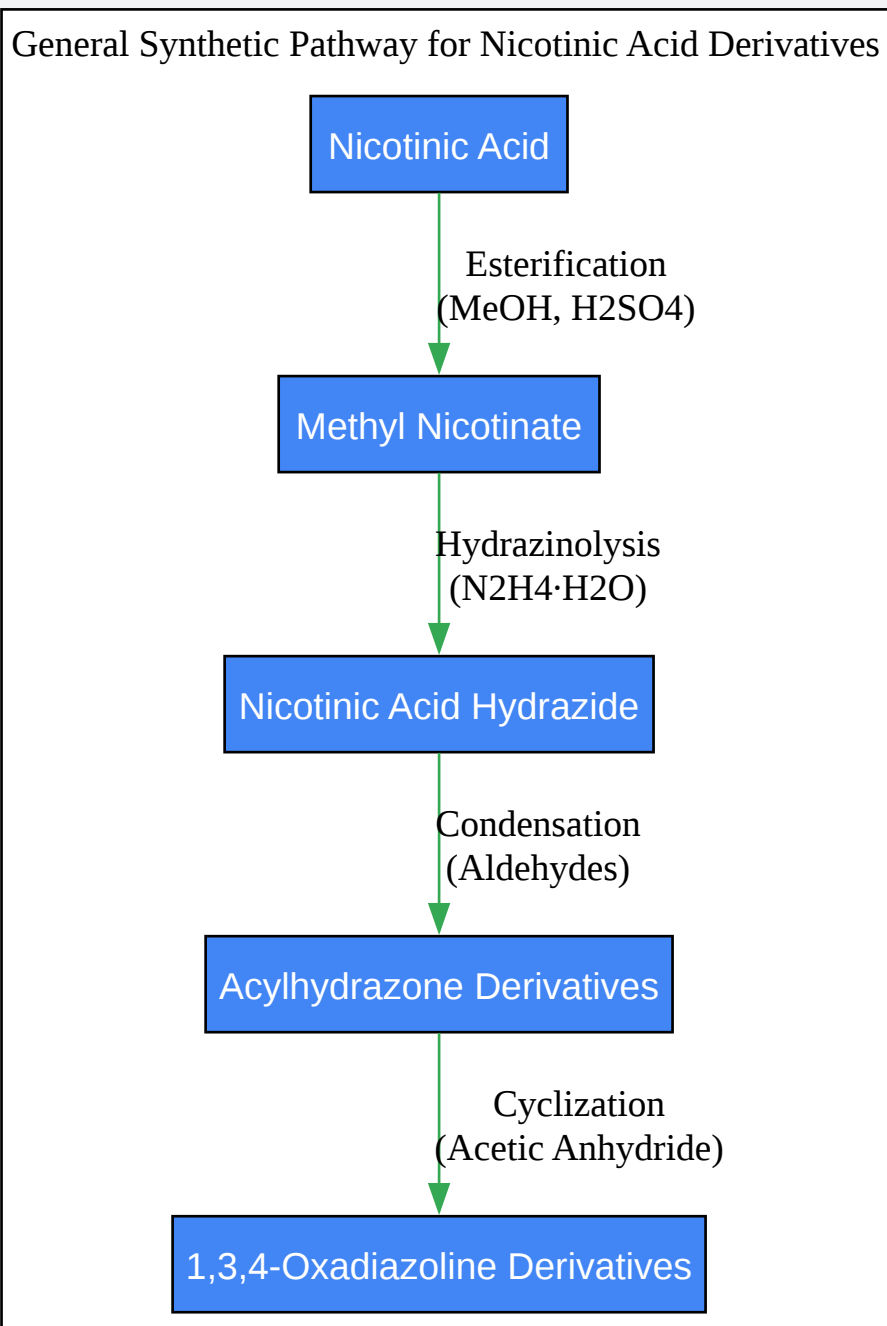 General Synthetic Pathway for Nicotinic Acid Derivatives
Nicotinic Acid
Esterification
(MeOH, H2SO4)
Methyl Nicotinate
Hydrazinolysis
(N2H4·H2O)
Nicotinic Acid Hydrazide
Condensation
(Aldehydes)
Acylhydrazone Derivatives
Cyclization
(Acetic Anhydride)
1,3,4-Oxadiazoline Derivatives